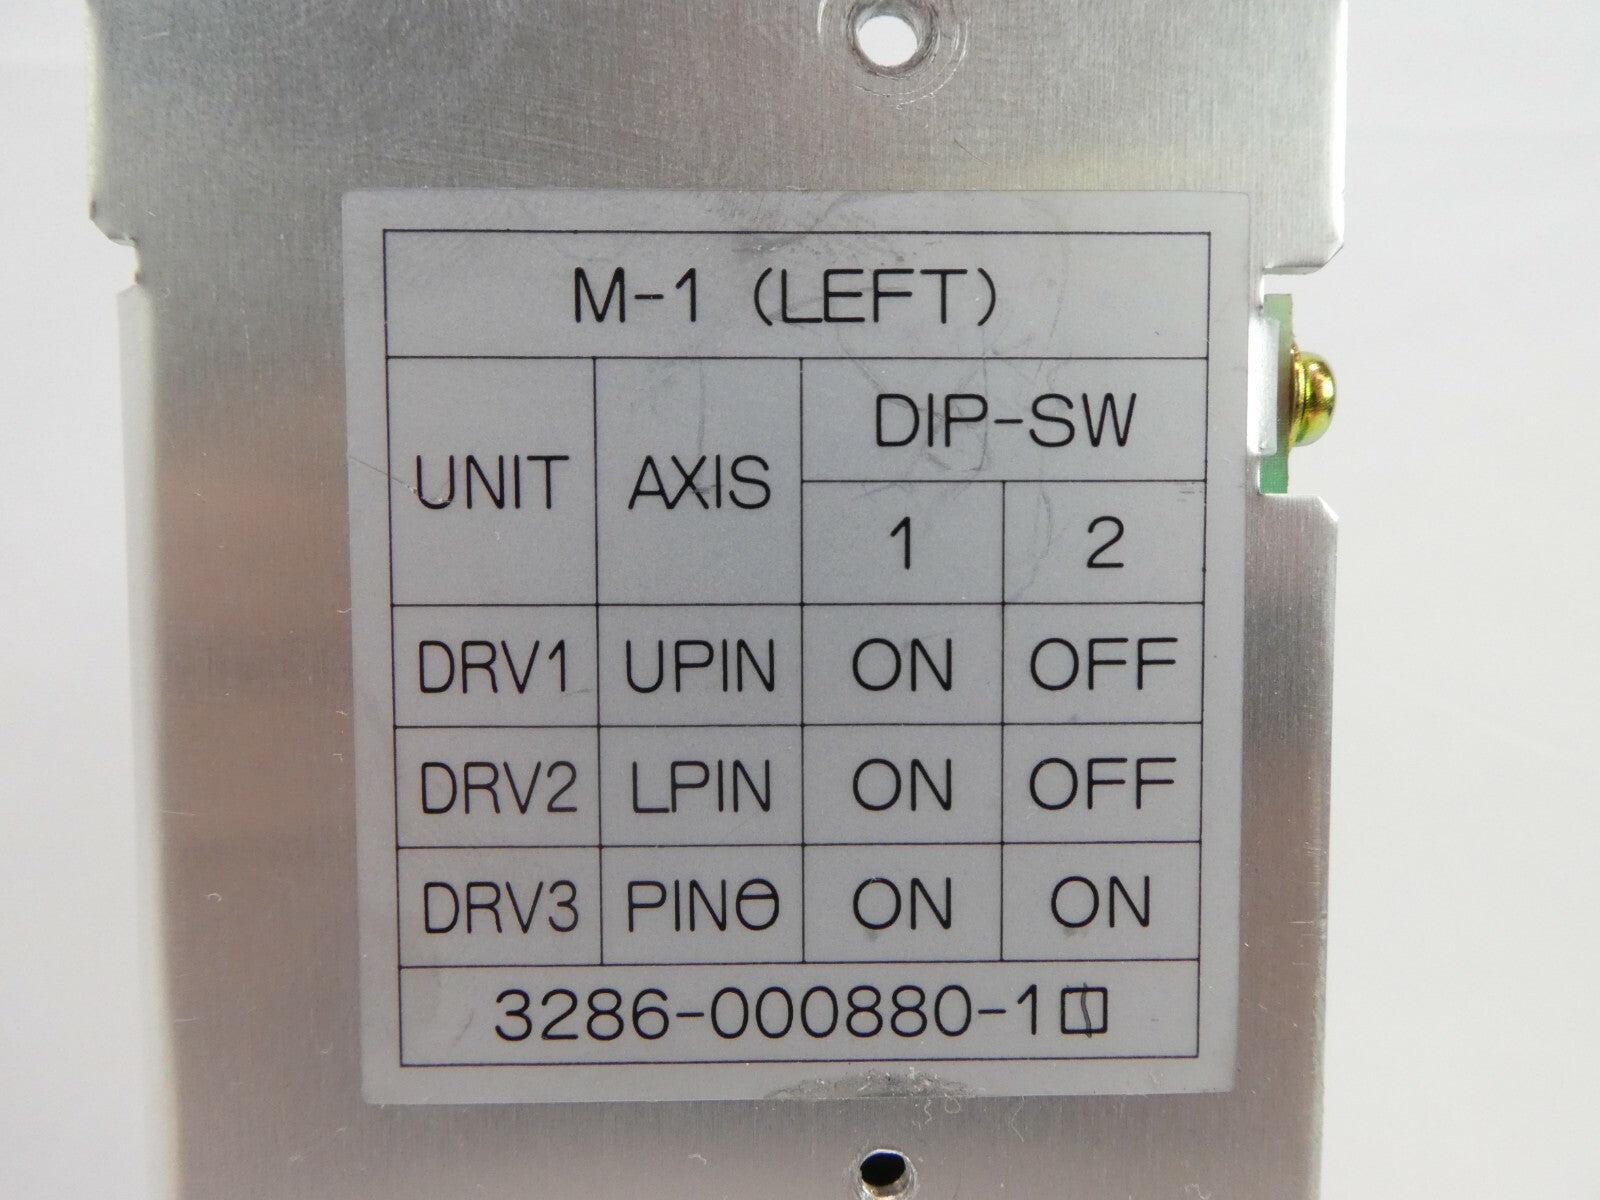 M-1 (LEFT)
UNIT AXIS DIP-SW
1 2
DRV1 UPIN ON OFF
DRV2 LPIN ON OFF
DRV3 PINθ ON ON
3286-000880-1□